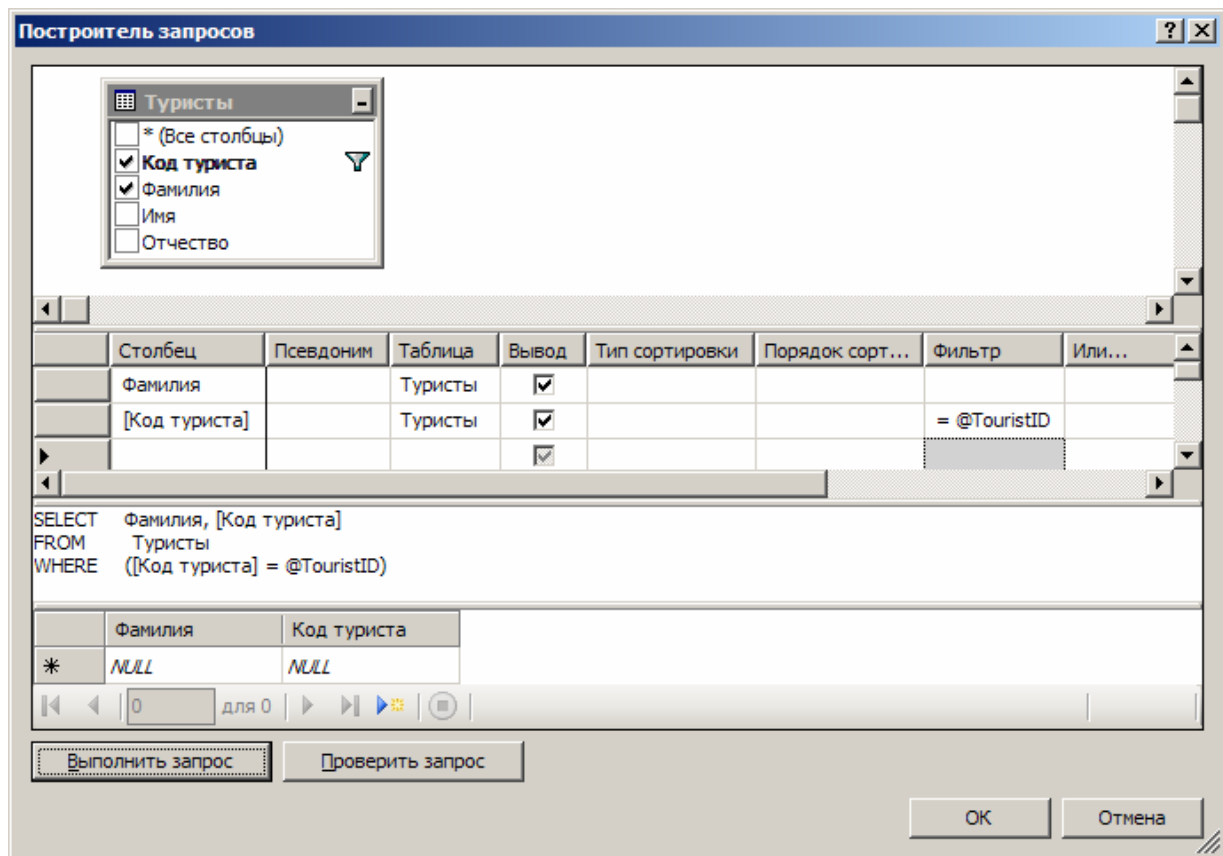 Построитель запросов
Туристы
* (Все столбцы)
Код туриста
Фамилия
Имя
Отчество
Столбец Псевдоним Таблица Вывод Тип сортировки Порядок сорт... Фильтр Или...
Фамилия Туристы
[Код туриста] Туристы = @TouristID
SELECT Фамилия, [Код туриста]
FROM Туристы
WHERE ([Код туриста] = @TouristID)
Фамилия Код туриста
NULL NULL
0 для 0
Выполнить запрос Проверить запрос
OK Отмена